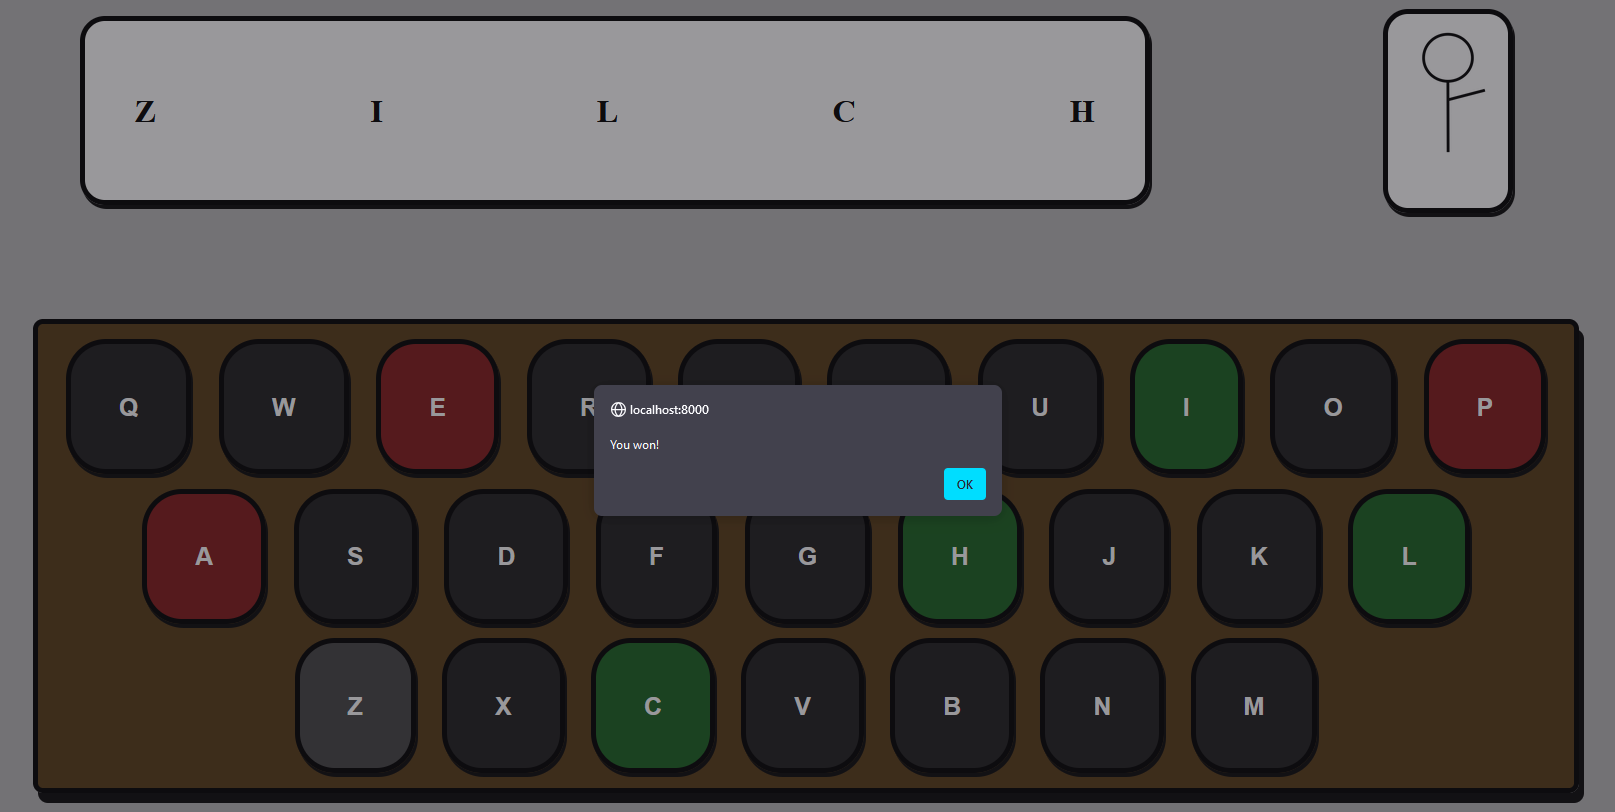 Z I L C H
Q W E R U I O P
localhost:8000
You won!
OK
A S D F G H J K L
Z X C V B N M